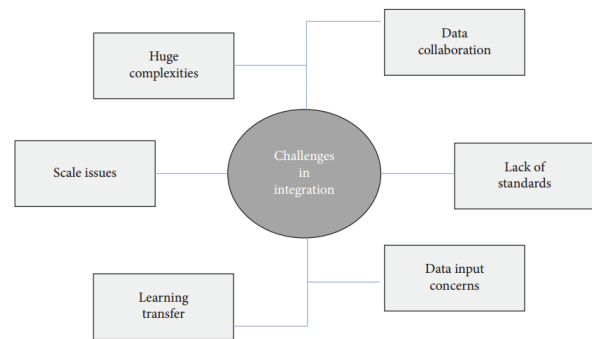 Huge
complexities
Data
collaboration
Scale issues
Challenges
in
integration
Lack of
standards
Learning
transfer
Data input
concerns